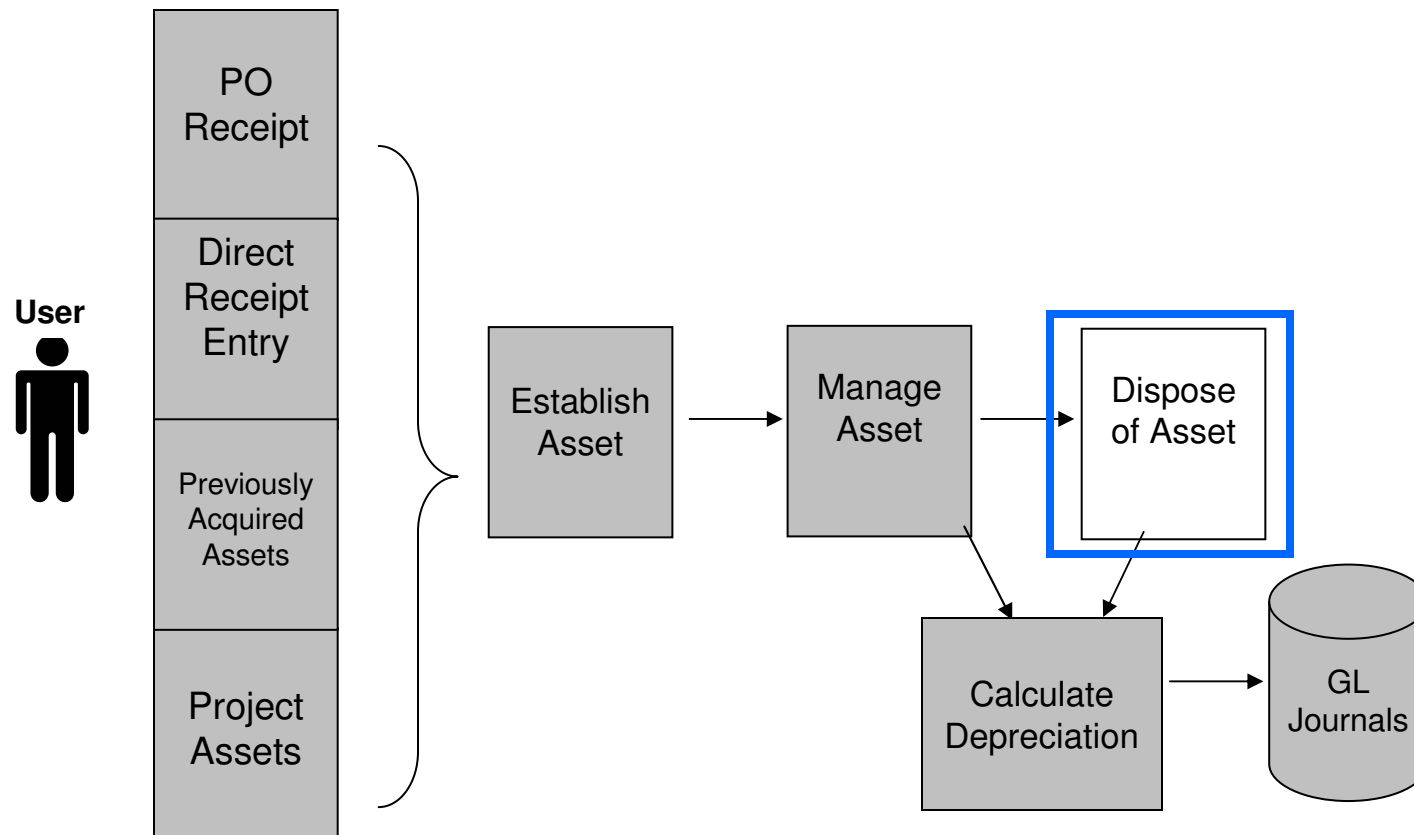 User
PO
Receipt
Direct
Receipt
Entry
Previously
Acquired
Assets
Project
Assets
Establish
Asset
Manage
Asset
Dispose
of Asset
Calculate
Depreciation
GL
Journals